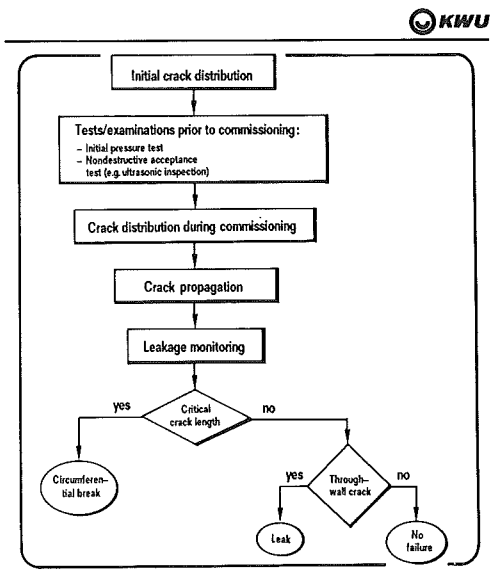 KWU
Initial crack distribution
Tests/examinations prior to commissioning:
– Initial pressure test
– Nondestructive acceptance
test (e.g. ultrasonic inspection)
Crack distribution during commissioning
Crack propagation
Leakage monitoring
yes
Critical
crack length
no
Circumferen–
tial break
yes
Through–
wall crack
no
Leak
No
failure